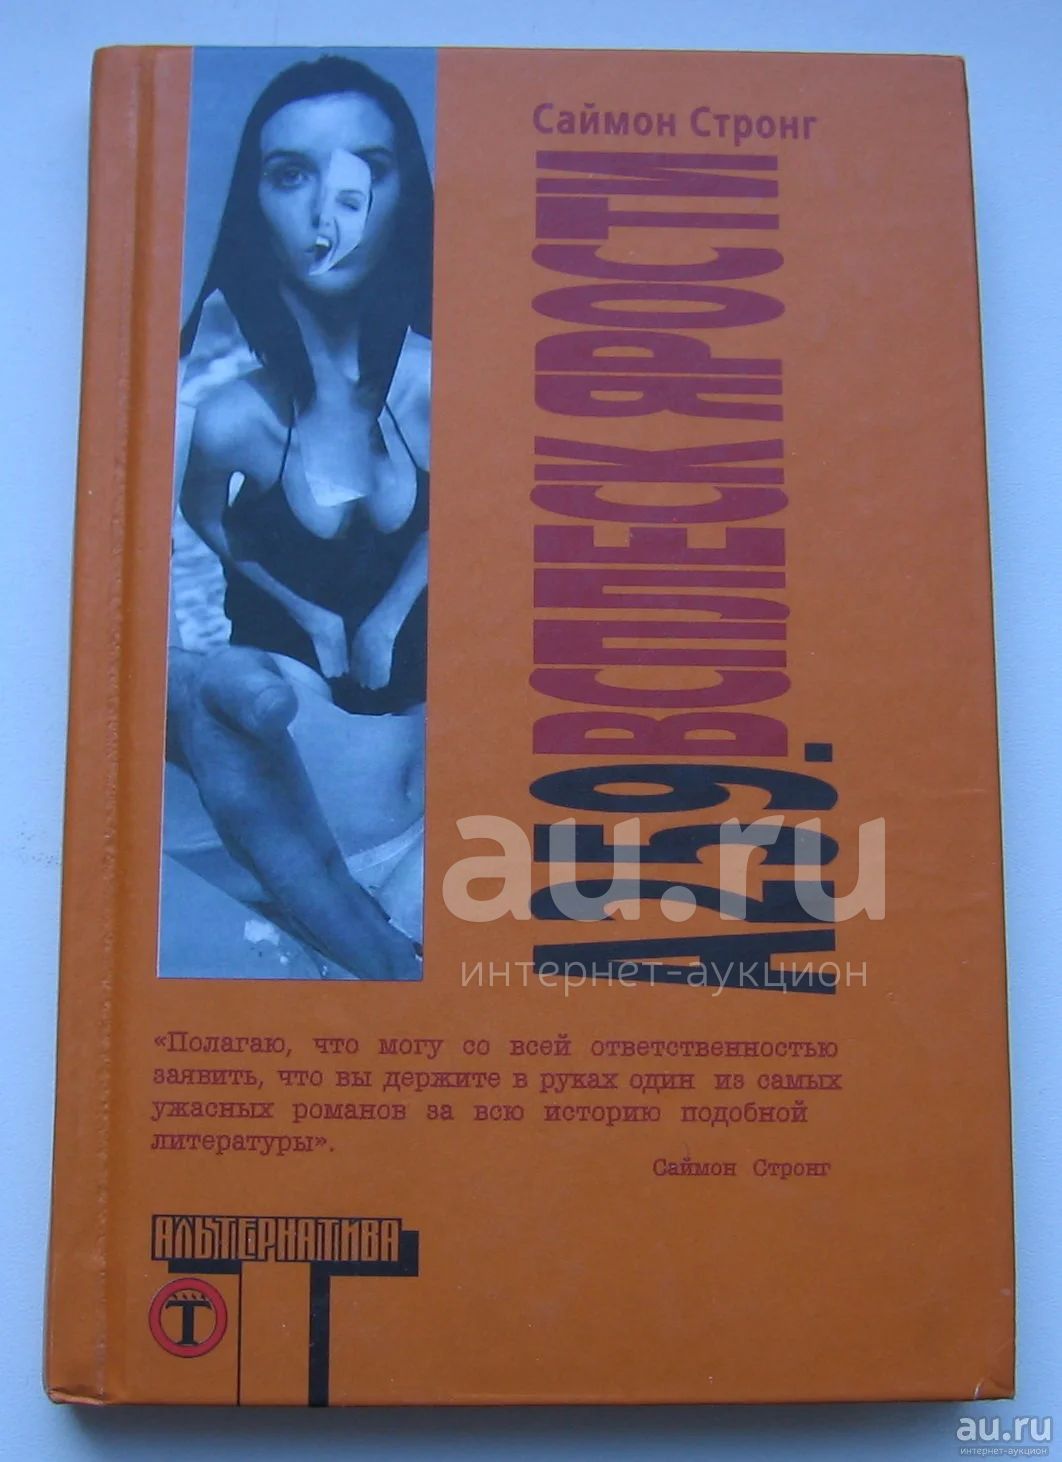 Саймон Стронг
А259. ВСПЛЕСК ЯРОСТИ
au.ru
интернет-аукцион
«Полагаю, что могу со всей ответственностью
заявить, что вы держите в руках один из самых
ужасных романов за всю историю подобной
литературы».
Саймон Стронг
АЛЬТЕРНАТИВА
Т
au.ru
интернет-аукцион